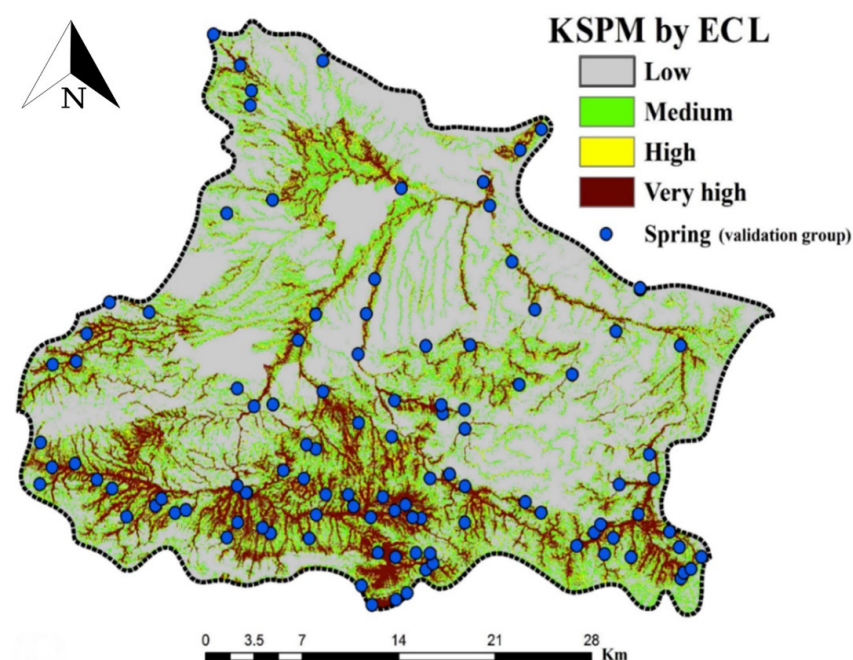 KSPM by ECL
N
Low
Medium
High
Very high
Spring (validation group)
0 3.5 7 14 21 28
Km